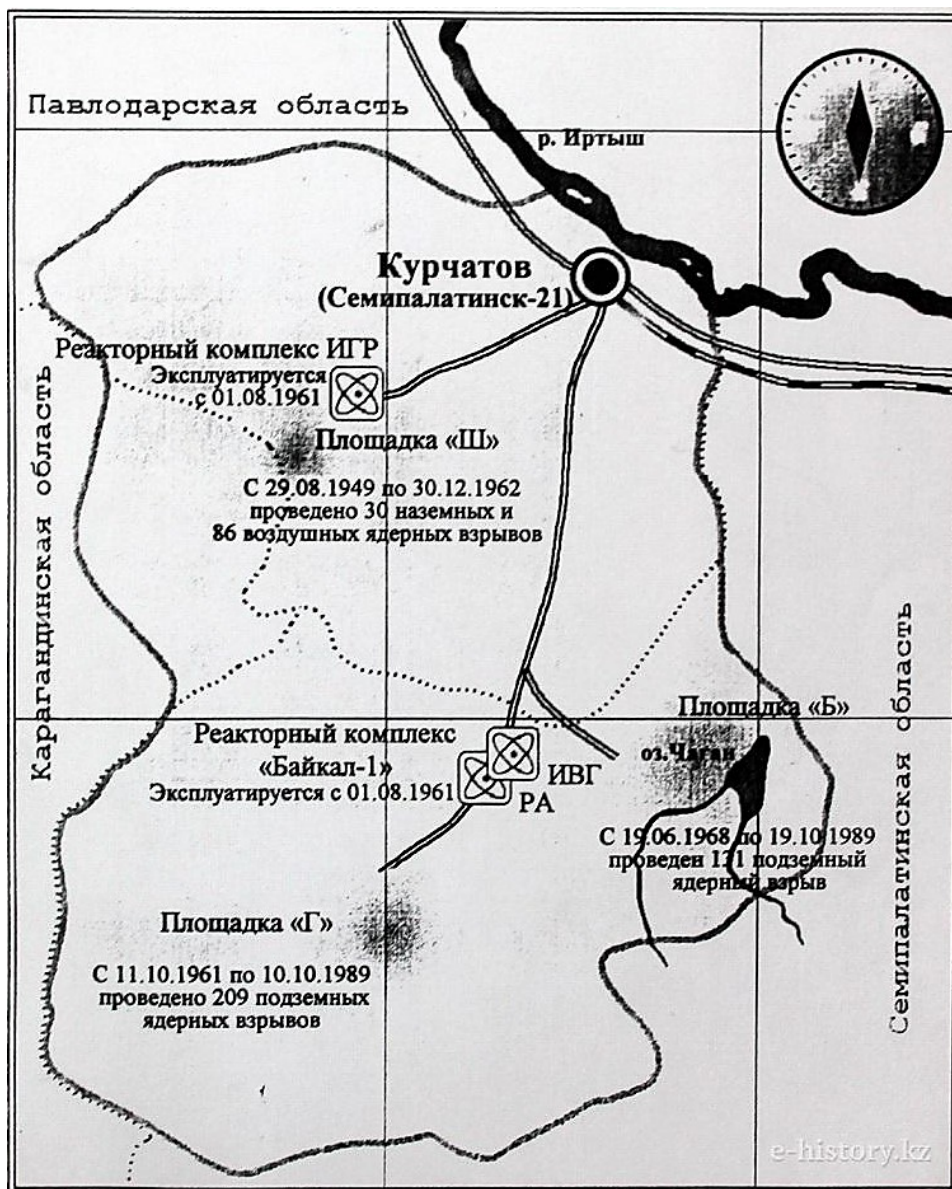 Павлодарская область
р. Иртыш
Курчатов
(Семипалатинск-21)
Реакторный комплекс ИГР
Эксплуатируется
с 01.08.1961
Площадка «Ш»
С 29.08.1949 по 30.12.1962
проведено 30 наземных и
86 воздушных ядерных взрывов
Карагандинская область
Семипалатинская область
Площадка «Б»
оз.Чаган
Реакторный комплекс
«Байкал-1»
Эксплуатируется с 01.08.1961
ИВГ
РА
С 19.06.1968 по 19.10.1989
проведен 131 подземный
ядерный взрыв
Площадка «Г»
С 11.10.1961 по 10.10.1989
проведено 209 подземных
ядерных взрывов
e-history.kz